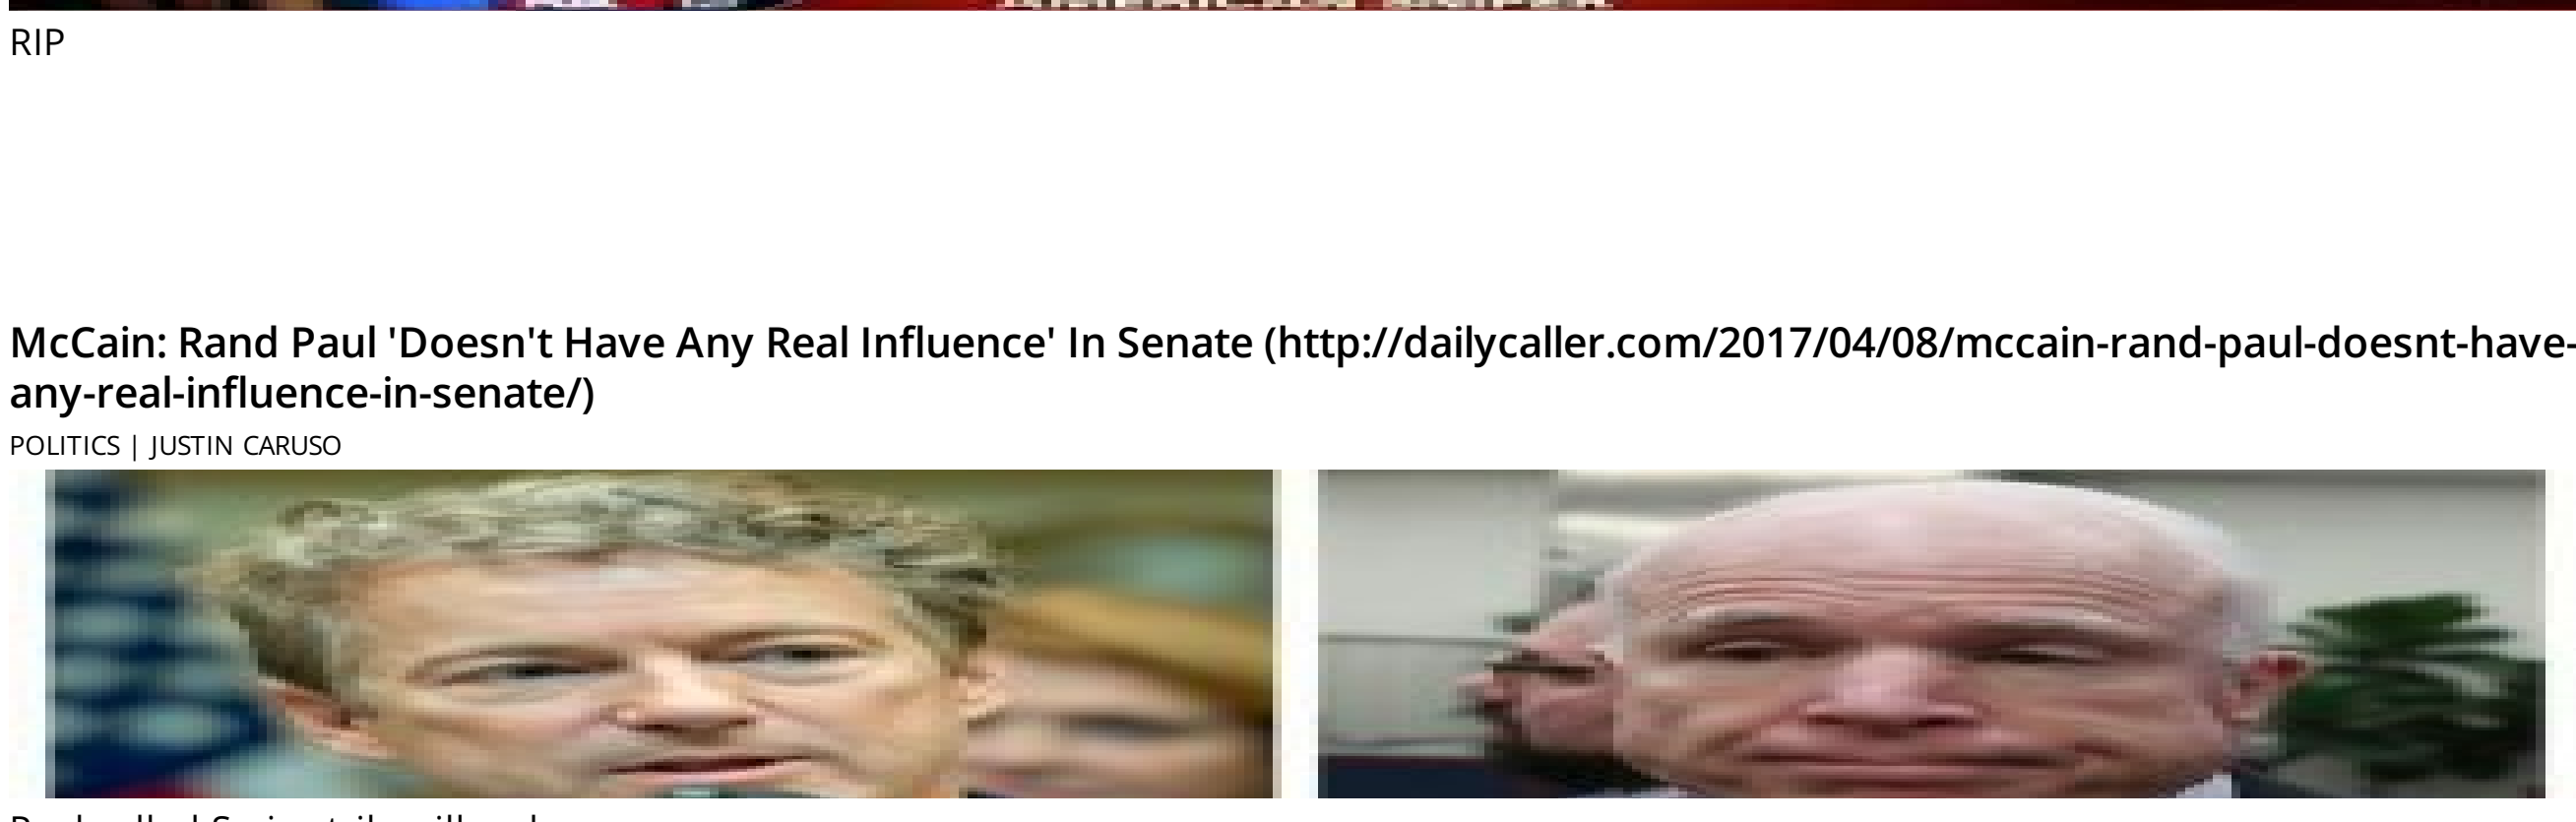 RIP
McCain: Rand Paul 'Doesn't Have Any Real Influence' In Senate (http://dailycaller.com/2017/04/08/mccain-rand-paul-doesnt-have-
any-real-influence-in-senate/)
POLITICS | JUSTIN CARUSO